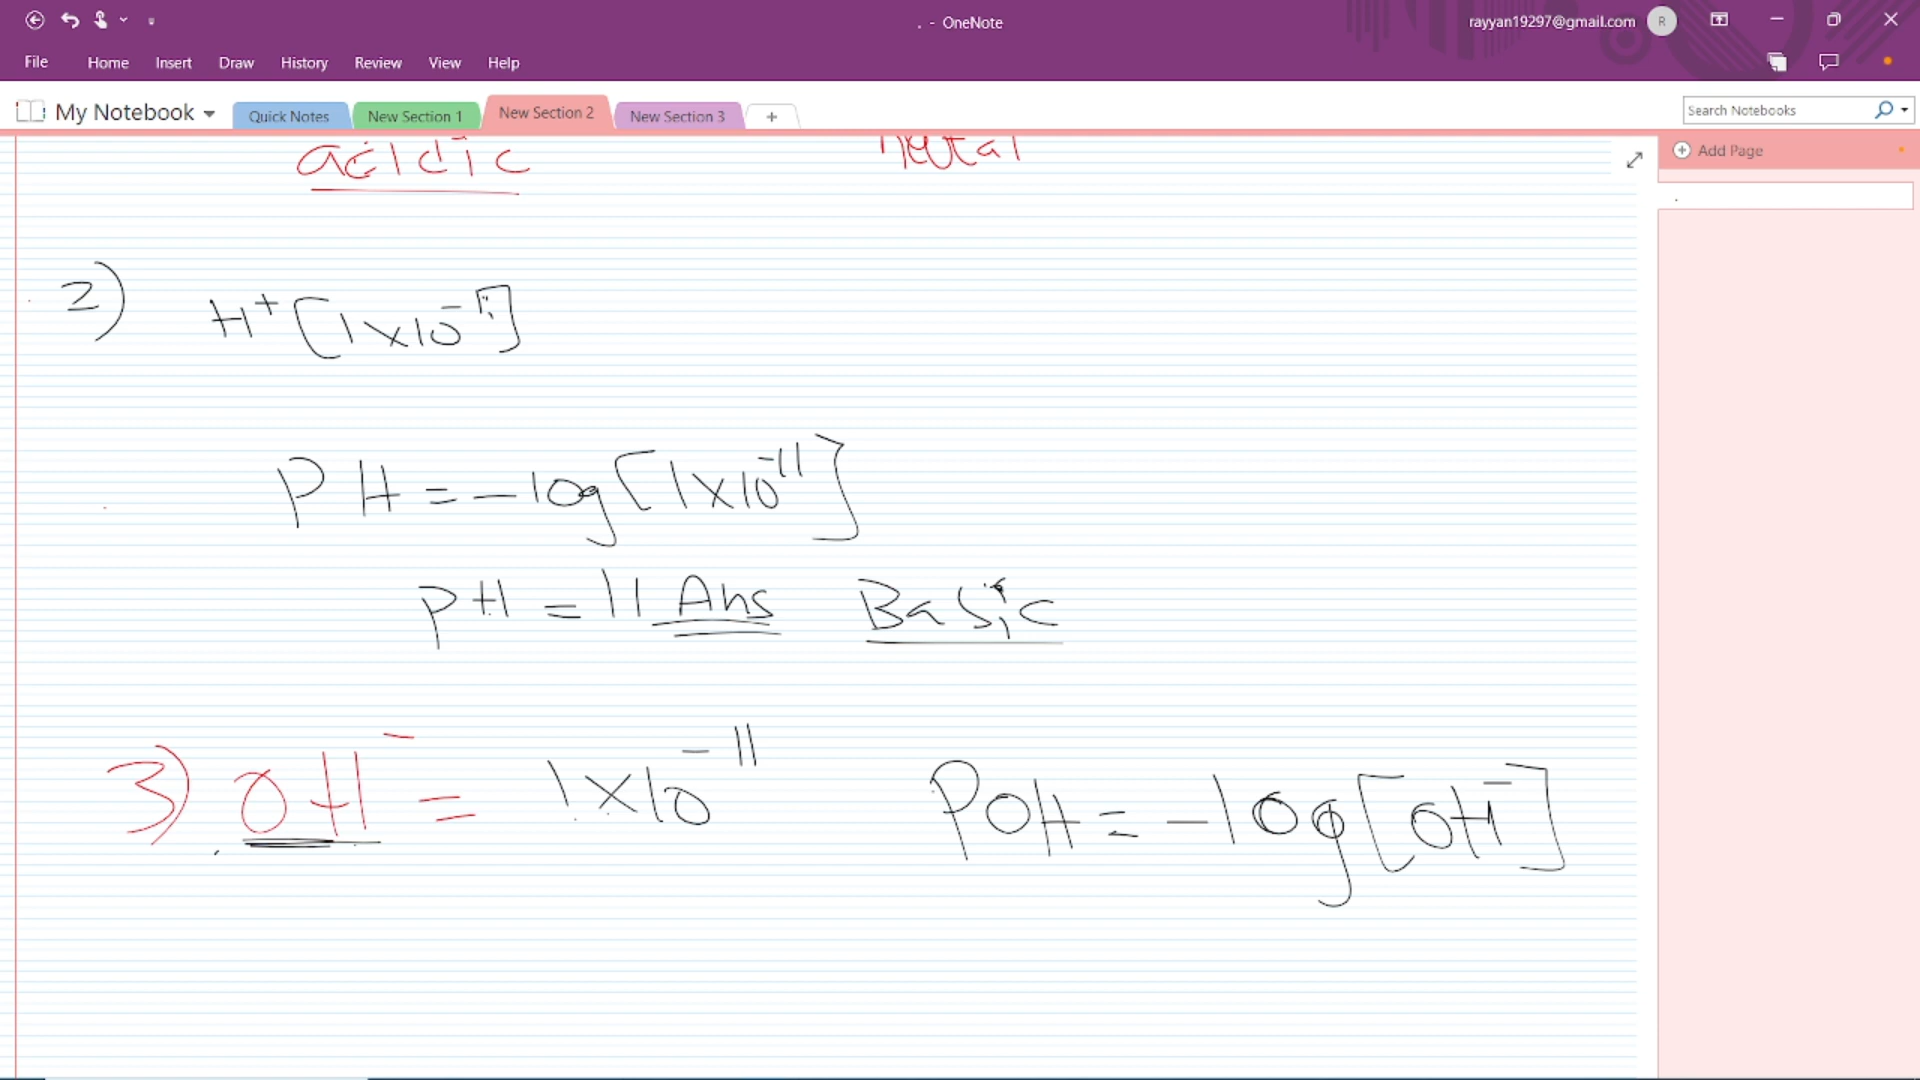 . - OneNote
rayyan19297@gmail.com
R
File Home Insert Draw History Review View Help
My Notebook
Quick Notes
New Section 1
New Section 2
New Section 3
+
Search Notebooks
Add Page
.
acidic
neutal
2) H⁺[1x10⁻¹¹]
PH = -log[1x10⁻¹¹]
PH = 11 Ans Basic
3) OH⁻ = 1x10⁻¹¹ POH = -log[OH⁻]